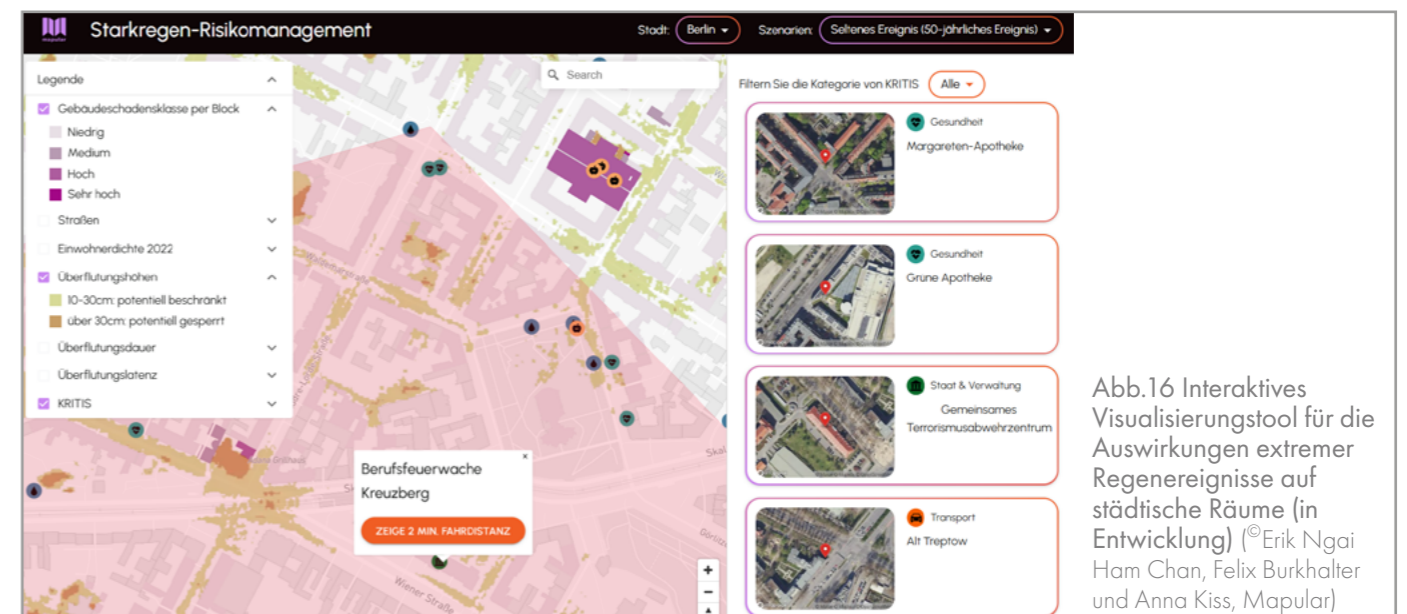 mapular
Starkregen-Risikomanagement
Stadt:
Berlin
Szenarien:
Seltenes Ereignis (50-jährliches Ereignis)
Legende
Gebäudeschadensklasse per Block
Niedrig
Medium
Hoch
Sehr hoch
Straßen
Einwohnerdichte 2022
Überflutungshöhen
10-30cm: potentiell beschränkt
über 30cm: potentiell gesperrt
Überflutungsdauer
Überflutungslatenz
KRITIS
Search
Berufsfeuerwache
Kreuzberg
×
ZEIGE 2 MIN. FAHRDISTANZ
Wiener Straße
+
−
Filtern Sie die Kategorie von KRITIS
Alle
Gesundheit
Margareten-Apotheke
Gesundheit
Grune Apotheke
Staat & Verwaltung
Gemeinsames
Terrorismusabwehrzentrum
Transport
Alt Treptow
Abb.16 Interaktives
Visualisierungstool für die
Auswirkungen extremer
Regenereignisse auf
städtische Räume (in
Entwicklung) (©Erik Ngai
Ham Chan, Felix Burkhalter
und Anna Kiss, Mapular)